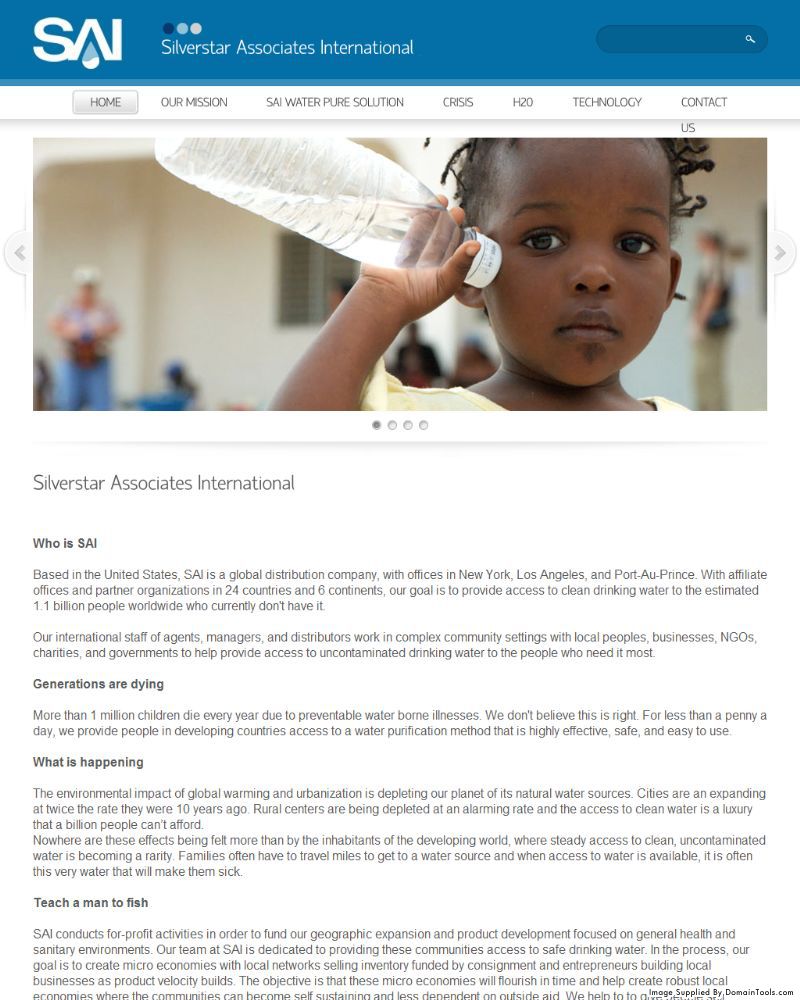 SAI
Silverstar Associates International
HOME OUR MISSION SAI WATER PURE SOLUTION CRISIS H20 TECHNOLOGY CONTACT
US
Silverstar Associates International
Who is SAI
Based in the United States, SAI is a global distribution company, with offices in New York, Los Angeles, and Port-Au-Prince. With affiliate
offices and partner organizations in 24 countries and 6 continents, our goal is to provide access to clean drinking water to the estimated
1.1 billion people worldwide who currently don't have it.
Our international staff of agents, managers, and distributors work in complex community settings with local peoples, businesses, NGOs,
charities, and governments to help provide access to uncontaminated drinking water to the people who need it most.
Generations are dying
More than 1 million children die every year due to preventable water borne illnesses. We don't believe this is right. For less than a penny a
day, we provide people in developing countries access to a water purification method that is highly effective, safe, and easy to use.
What is happening
The environmental impact of global warming and urbanization is depleting our planet of its natural water sources. Cities are an expanding
at twice the rate they were 10 years ago. Rural centers are being depleted at an alarming rate and the access to clean water is a luxury
that a billion people can't afford.
Nowhere are these effects being felt more than by the inhabitants of the developing world, where steady access to clean, uncontaminated
water is becoming a rarity. Families often have to travel miles to get to a water source and when access to water is available, it is often
this very water that will make them sick.
Teach a man to fish
SAI conducts for-profit activities in order to fund our geographic expansion and product development focused on general health and
sanitary environments. Our team at SAI is dedicated to providing these communities access to safe drinking water. In the process, our
goal is to create micro economies with local networks selling inventory funded by consignment and entrepreneurs building local
businesses as product velocity builds. The objective is that these micro economies will flourish in time and help create robust local
economies where the communities can become self sustaining and less dependent on outside aid. We help to
Image Supplied By DomainTools.com